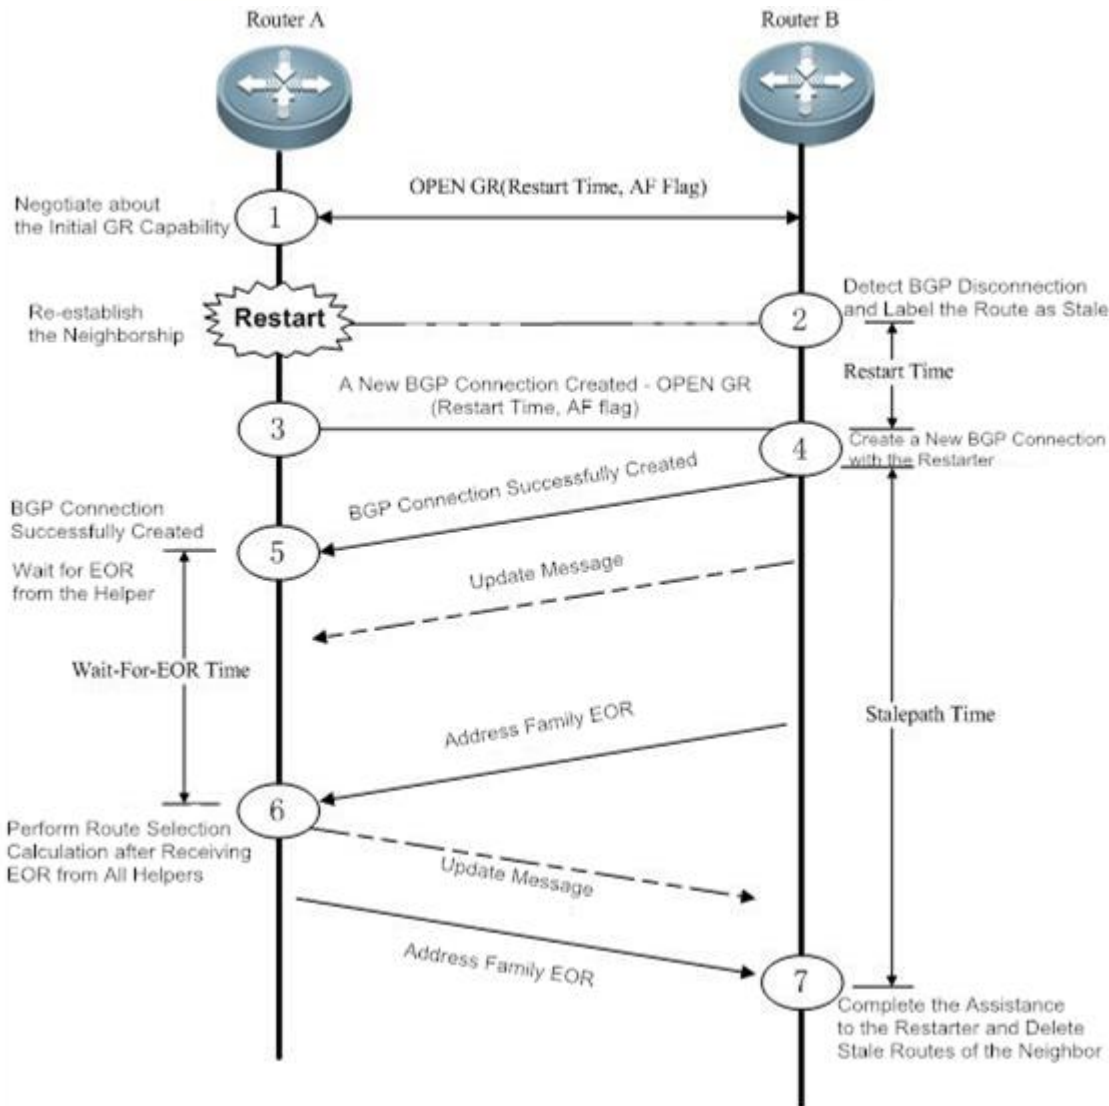 Router A
Router B
OPEN GR(Restart Time, AF Flag)
Negotiate about
the Initial GR Capability
1
Detect BGP Disconnection
and Label the Route as Stale
Re-establish
the Neighborship
Restart
2
Restart Time
A New BGP Connection Created - OPEN GR
(Restart Time, AF flag)
3
4
Create a New BGP Connection
with the Restarter
BGP Connection Successfully Created
BGP Connection
Successfully Created
5
Wait for EOR
from the Helper
Update Message
Wait-For-EOR Time
Stalepath Time
Address Family EOR
6
Perform Route Selection
Calculation after Receiving
EOR from All Helpers
Update Message
Address Family EOR
7
Complete the Assistance
to the Restarter and Delete
Stale Routes of the Neighbor